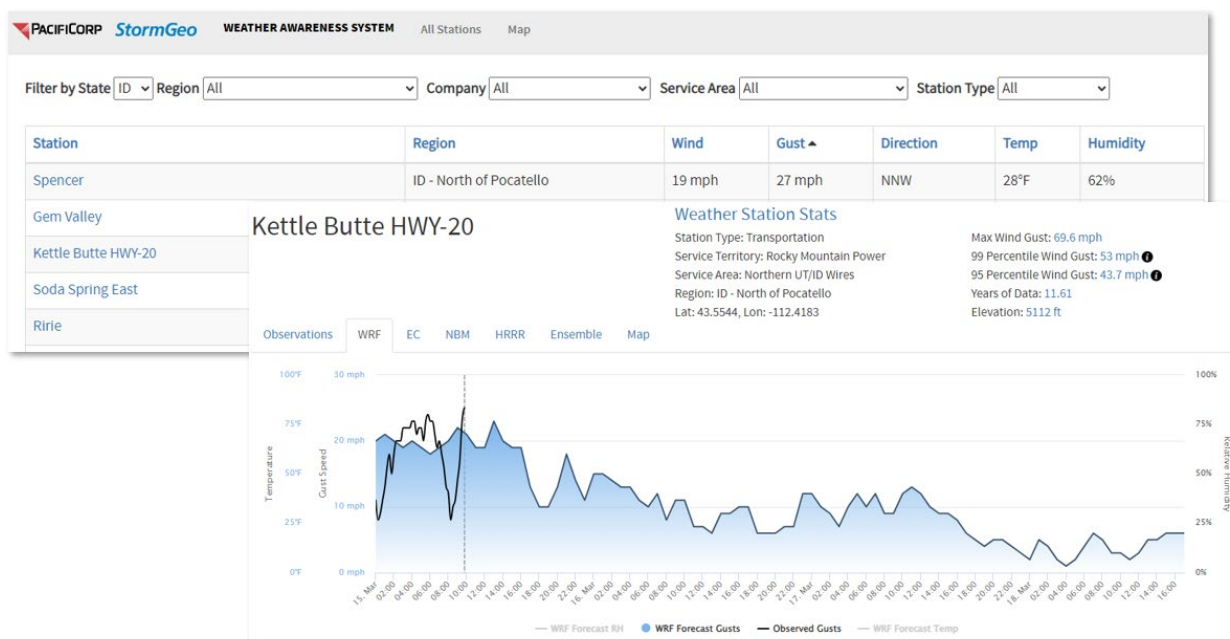 PACIFICORP StormGeo WEATHER AWARENESS SYSTEM All Stations Map
Filter by State ID Region All Company All Service Area All Station Type All
Station Region Wind Gust Direction Temp Humidity
Spencer ID - North of Pocatello 19 mph 27 mph NNW 28°F 62%
Gem Valley
Kettle Butte HWY-20
Soda Spring East
Ririe
Kettle Butte HWY-20
Weather Station Stats
Station Type: Transportation
Service Territory: Rocky Mountain Power
Service Area: Northern UT/ID Wires
Region: ID - North of Pocatello
Lat: 43.5544, Lon: -112.4183
Max Wind Gust: 69.6 mph
99 Percentile Wind Gust: 53 mph i
95 Percentile Wind Gust: 43.7 mph i
Years of Data: 11.61
Elevation: 5112 ft
Observations WRF EC NBM HRRR Ensemble Map
100°F 30 mph 100%
75°F 20 mph 75%
50°F 50%
25°F 10 mph 25%
0°F 0 mph 0%
Temperature
Gust Speed
Relative Humidity
15. Mar 02:00 04:00 06:00 08:00 10:00 12:00 14:00 16:00 18:00 20:00 22:00 16. Mar 02:00 04:00 06:00 08:00 10:00 12:00 14:00 16:00 18:00 20:00 22:00 17. Mar 02:00 04:00 06:00 08:00 10:00 12:00 14:00 16:00 18:00 20:00 22:00 18. Mar 02:00 04:00 06:00 08:00 10:00 12:00 14:00 16:00
WRF Forecast RH WRF Forecast Gusts Observed Gusts WRF Forecast Temp